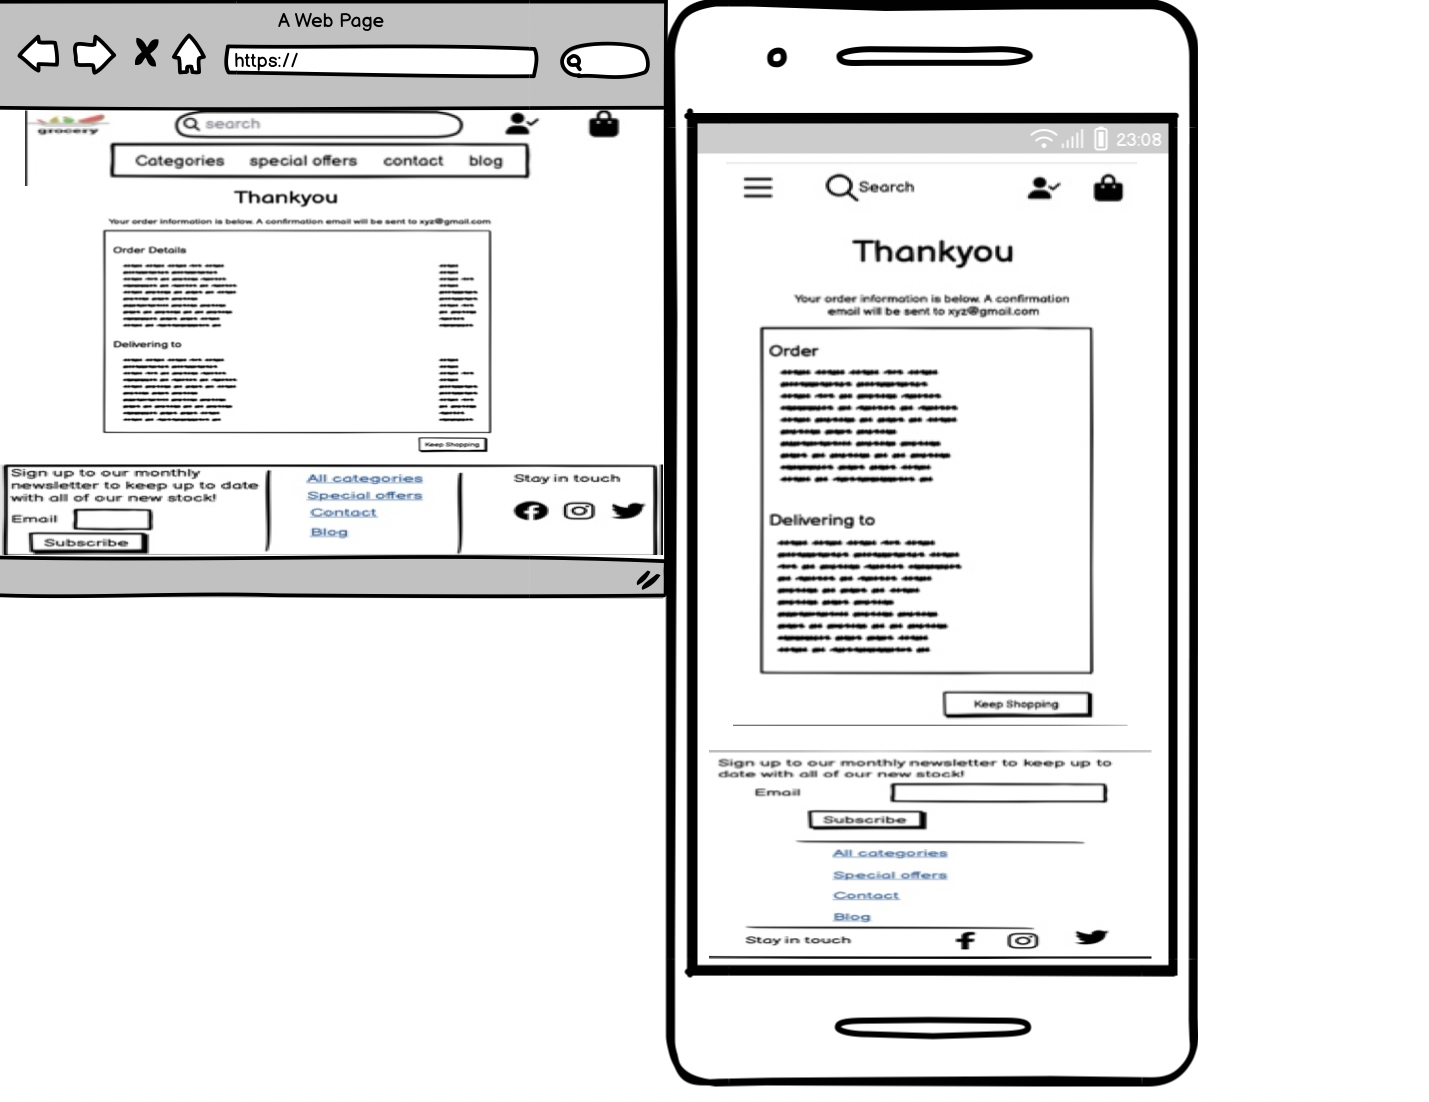 A Web Page
https://
grocery
search
Categories special offers contact blog
Thankyou
Your order information is below. A confirmation email will be sent to xyz@gmail.com
Order Details
Delivering to
Keep Shopping
Sign up to our monthly
newsletter to keep up to date
with all of our new stock!
Email
Subscribe
All categories
Special offers
Contact
Blog
Stay in touch
23:08
Search
Thankyou
Your order information is below. A confirmation
email will be sent to xyz@gmail.com
Order
Delivering to
Keep Shopping
Sign up to our monthly newsletter to keep up to
date with all of our new stock!
Email
Subscribe
All categories
Special offers
Contact
Blog
Stay in touch